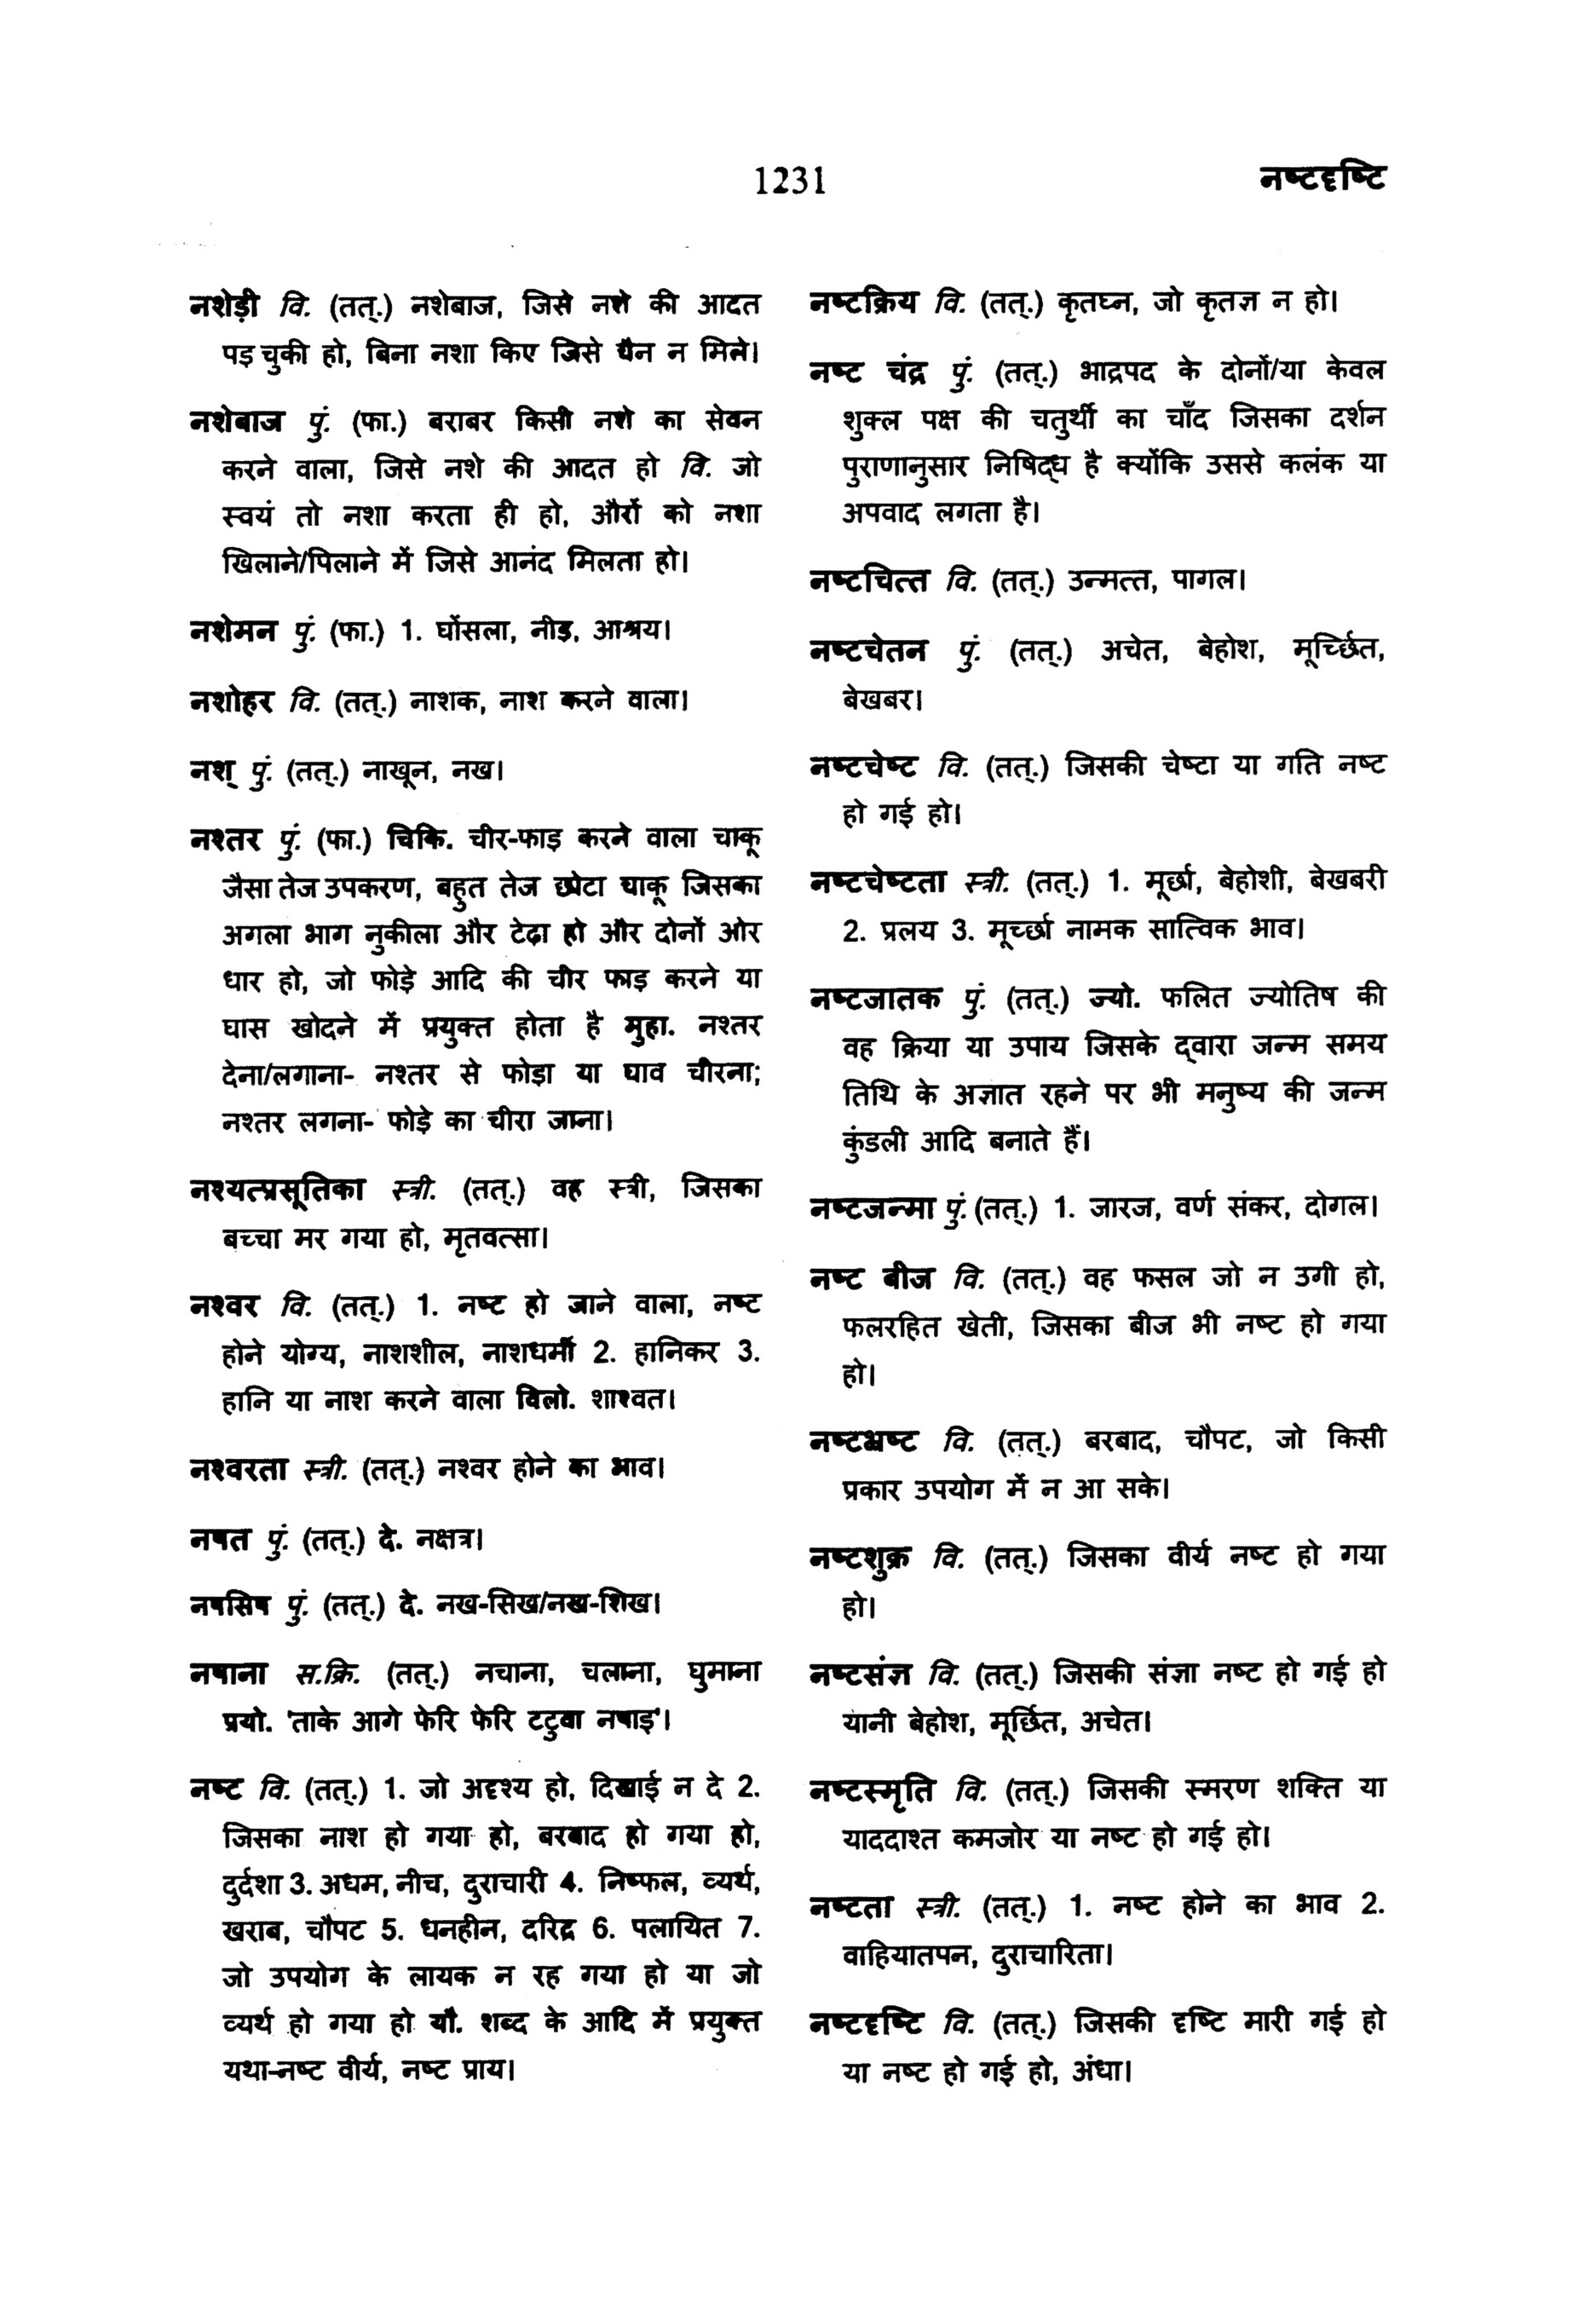 1231
नष्टदृष्टि
नशेड़ी वि. (तत्.) नशेबाज, जिसे नशे की आदत
पड़ चुकी हो, बिना नशा किए जिसे चैन न मिले।
नशेबाज पुं. (फा.) बराबर किसी नशे का सेवन
करने वाला, जिसे नशे की आदत हो वि. जो
स्वयं तो नशा करता ही हो, औरों को नशा
खिलाने/पिलाने में जिसे आनंद मिलता हो।
नशेमन पुं. (फा.) 1. घोंसला, नीड़, आश्रय।
नशोहर वि. (तत्.) नाशक, नाश करने वाला।
नश् पुं. (तत्.) नाखून, नख।
नश्तर पुं. (फा.) चिकि. चीर-फाड़ करने वाला चाकू
जैसा तेज उपकरण, बहुत तेज छोटा चाकू जिसका
अगला भाग नुकीला और टेढ़ा हो और दोनों ओर
धार हो, जो फोड़े आदि की चीर फाड़ करने या
घास खोदने में प्रयुक्त होता है मुहा. नश्तर
देना/लगाना- नश्तर से फोड़ा या घाव चीरना;
नश्तर लगना- फोड़े का चीरा जाना।
नश्यत्प्रसूतिका स्त्री. (तत्.) वह स्त्री, जिसका
बच्चा मर गया हो, मृतवत्सा।
नश्वर वि. (तत्.) 1. नष्ट हो जाने वाला, नष्ट
होने योग्य, नाशशील, नाशधर्मी 2. हानिकर 3.
हानि या नाश करने वाला विलो. शाश्वत।
नश्वरता स्त्री. (तत्.) नश्वर होने का भाव।
नषत पुं. (तत्.) दे. नक्षत्र।
नषसिष पुं. (तत्.) दे. नख-सिख/नख-शिख।
नषाना स.क्रि. (तत्.) नचाना, चलाना, घुमाना
प्रयो. 'ताके आगे फेरि फेरि टटुवा नषाइ'।
नष्ट वि. (तत्.) 1. जो अदृश्य हो, दिखाई न दे 2.
जिसका नाश हो गया हो, बरबाद हो गया हो,
दुर्दशा 3. अधम, नीच, दुराचारी 4. निष्फल, व्यर्थ,
खराब, चौपट 5. धनहीन, दरिद्र 6. पलायित 7.
जो उपयोग के लायक न रह गया हो या जो
व्यर्थ हो गया हो यौ. शब्द के आदि में प्रयुक्त
यथा-नष्ट वीर्य, नष्ट प्राय।
नष्टक्रिय वि. (तत्.) कृतघ्न, जो कृतज्ञ न हो।
नष्ट चंद्र पुं. (तत्.) भाद्रपद के दोनों/या केवल
शुक्ल पक्ष की चतुर्थी का चाँद जिसका दर्शन
पुराणानुसार निषिद्ध है क्योंकि उससे कलंक या
अपवाद लगता है।
नष्टचित्त वि. (तत्.) उन्मत्त, पागल।
नष्टचेतन पुं. (तत्.) अचेत, बेहोश, मूर्च्छित,
बेखबर।
नष्टचेष्ट वि. (तत्.) जिसकी चेष्टा या गति नष्ट
हो गई हो।
नष्टचेष्टता स्त्री. (तत्.) 1. मूर्छा, बेहोशी, बेखबरी
2. प्रलय 3. मूर्च्छा नामक सात्विक भाव।
नष्टजातक पुं. (तत्.) ज्यो. फलित ज्योतिष की
वह क्रिया या उपाय जिसके द्वारा जन्म समय
तिथि के अज्ञात रहने पर भी मनुष्य की जन्म
कुंडली आदि बनाते हैं।
नष्टजन्मा पुं. (तत्.) 1. जारज, वर्ण संकर, दोगल।
नष्ट बीज वि. (तत्.) वह फसल जो न उगी हो,
फलरहित खेती, जिसका बीज भी नष्ट हो गया
हो।
नष्टभ्रष्ट वि. (तत्.) बरबाद, चौपट, जो किसी
प्रकार उपयोग में न आ सके।
नष्टशुक्र वि. (तत्.) जिसका वीर्य नष्ट हो गया
हो।
नष्टसंज्ञ वि. (तत्.) जिसकी संज्ञा नष्ट हो गई हो
यानी बेहोश, मूर्छित, अचेत।
नष्टस्मृति वि. (तत्.) जिसकी स्मरण शक्ति या
याददाश्त कमजोर या नष्ट हो गई हो।
नष्टता स्त्री. (तत्.) 1. नष्ट होने का भाव 2.
वाहियातपन, दुराचारिता।
नष्टदृष्टि वि. (तत्.) जिसकी दृष्टि मारी गई हो
या नष्ट हो गई हो, अंधा।